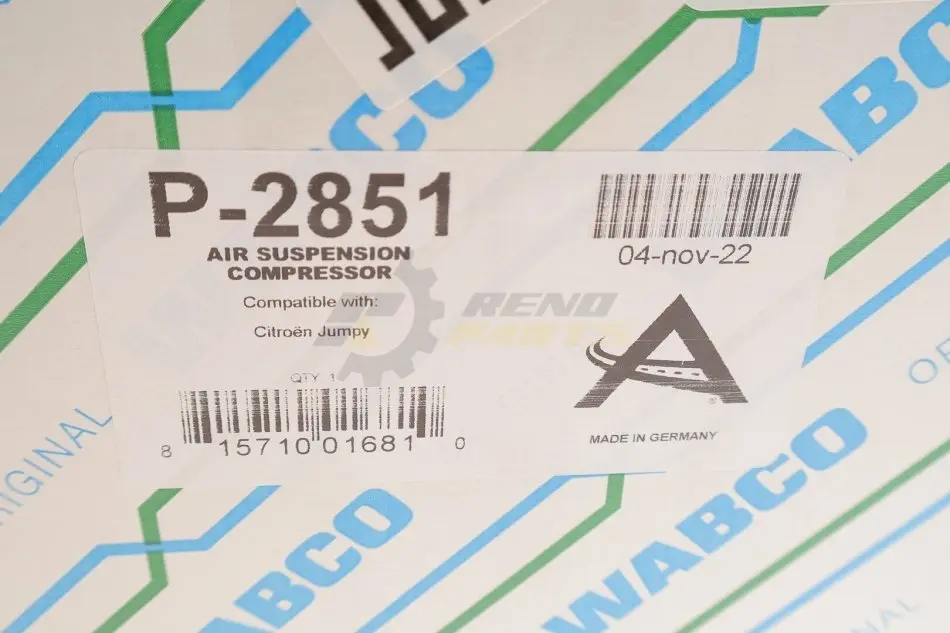 WABCO
WABCO
P-2851
AIR SUSPENSION
COMPRESSOR
04-nov-22
Compatible with:
Citroën Jumpy
RENO
PARTS
QTY 1
8 15710 01681 0
MADE IN GERMANY
®
ORIGINAL
WABCO
WABCO